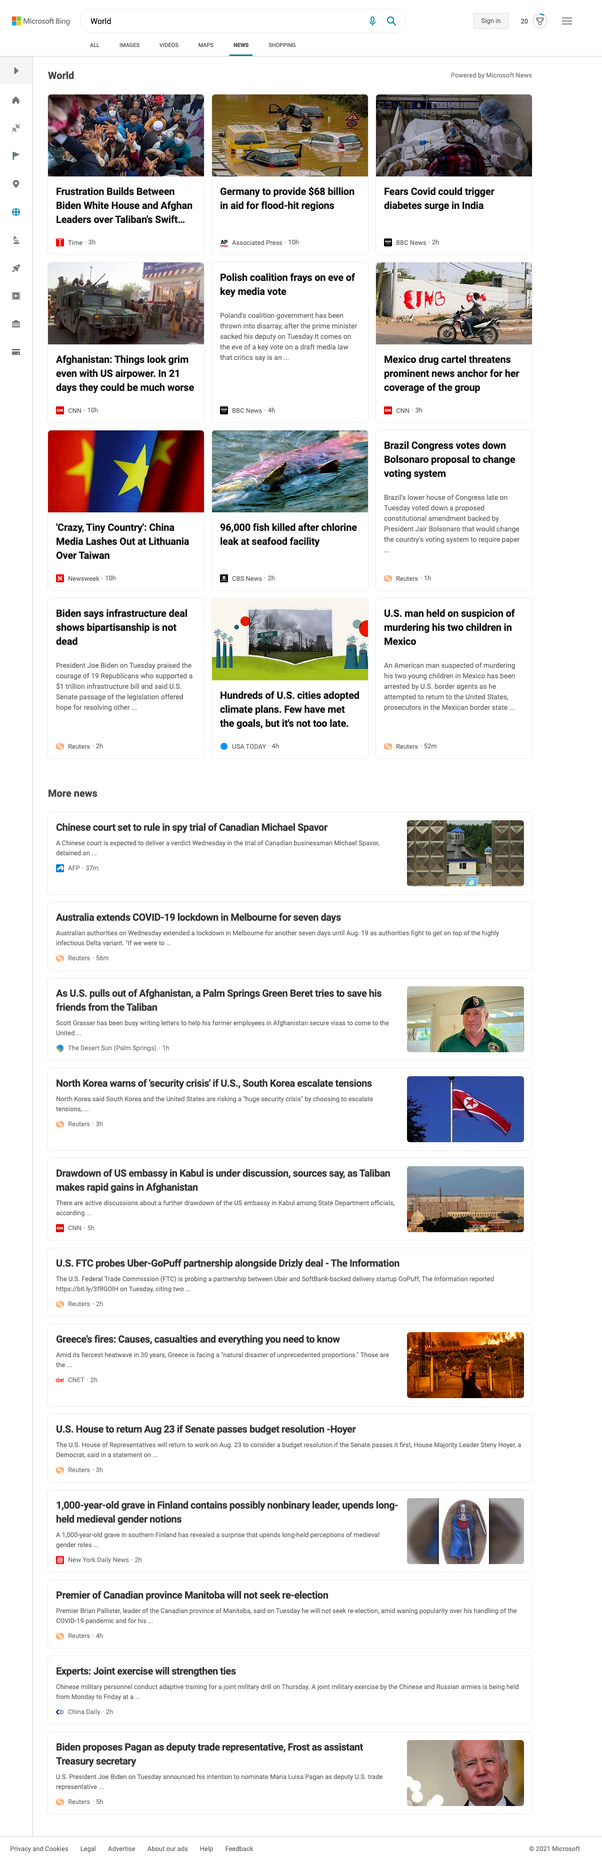 Microsoft Bing
World
Sign in
20
ALL
IMAGES
VIDEOS
MAPS
NEWS
SHOPPING
World
Powered by Microsoft News
Frustration Builds Between
Biden White House and Afghan
Leaders over Taliban's Swift...
Time · 3h
Germany to provide $68 billion
in aid for flood-hit regions
AP Associated Press · 10h
Fears Covid could trigger
diabetes surge in India
BBC News · 2h
Afghanistan: Things look grim
even with US airpower. In 21
days they could be much worse
CNN · 10h
Polish coalition frays on eve of
key media vote
Poland's coalition government has been
thrown into disarray, after the prime minister
sacked his deputy on Tuesday.It comes on
the eve of a key vote on a draft media law
that critics say is an ...
BBC News · 4h
Mexico drug cartel threatens
prominent news anchor for her
coverage of the group
CNN · 3h
'Crazy, Tiny Country': China
Media Lashes Out at Lithuania
Over Taiwan
Newsweek · 10h
96,000 fish killed after chlorine
leak at seafood facility
CBS News · 2h
Brazil Congress votes down
Bolsonaro proposal to change
voting system
Brazil's lower house of Congress late on
Tuesday voted down a proposed
constitutional amendment backed by
President Jair Bolsonaro that would change
the country's voting system to require paper
...
Reuters · 1h
Biden says infrastructure deal
shows bipartisanship is not
dead
President Joe Biden on Tuesday praised the
courage of 19 Republicans who supported a
$1 trillion infrastructure bill and said U.S.
Senate passage of the legislation offered
hope for resolving other ...
Reuters · 2h
Hundreds of U.S. cities adopted
climate plans. Few have met
the goals, but it's not too late.
USA TODAY · 4h
U.S. man held on suspicion of
murdering his two children in
Mexico
An American man suspected of murdering
his two young children in Mexico has been
arrested by U.S. border agents as he
attempted to return to the United States,
prosecutors in the Mexican border state ...
Reuters · 52m
More news
Chinese court set to rule in spy trial of Canadian Michael Spavor
A Chinese court is expected to deliver a verdict Wednesday in the trial of Canadian businessman Michael Spavor,
detained on ...
AFP · 37m
Australia extends COVID-19 lockdown in Melbourne for seven days
Australian authorities on Wednesday extended a lockdown in Melbourne for another seven days until Aug. 19 as authorities fight to get on top of the highly
infectious Delta variant. "If we were to ...
Reuters · 56m
As U.S. pulls out of Afghanistan, a Palm Springs Green Beret tries to save his
friends from the Taliban
Scott Grasser has been busy writing letters to help his former employees in Afghanistan secure visas to come to the
United ...
The Desert Sun (Palm Springs) · 1h
North Korea warns of 'security crisis' if U.S., South Korea escalate tensions
North Korea said South Korea and the United States are risking a "huge security crisis" by choosing to escalate
tensions, ...
Reuters · 3h
Drawdown of US embassy in Kabul is under discussion, sources say, as Taliban
makes rapid gains in Afghanistan
There are active discussions about a further drawdown of the US embassy in Kabul among State Department officials,
according ...
CNN · 5h
U.S. FTC probes Uber-GoPuff partnership alongside Drizly deal - The Information
The U.S. Federal Trade Commission (FTC) is probing a partnership between Uber and SoftBank-backed delivery startup GoPuff, The Information reported
https://bit.ly/3fRGOIH on Tuesday, citing two ...
Reuters · 2h
Greece's fires: Causes, casualties and everything you need to know
Amid its fiercest heatwave in 30 years, Greece is facing a "natural disaster of unprecedented proportions." Those are
the ...
CNET · 2h
U.S. House to return Aug 23 if Senate passes budget resolution -Hoyer
The U.S. House of Representatives will return to work on Aug. 23 to consider a budget resolution if the Senate passes it first, House Majority Leader Steny Hoyer, a
Democrat, said in a statement on ...
Reuters · 3h
1,000-year-old grave in Finland contains possibly nonbinary leader, upends long-
held medieval gender notions
A 1,000-year-old grave in southern Finland has revealed a surprise that upends long-held perceptions of medieval
gender roles ...
New York Daily News · 2h
Premier of Canadian province Manitoba will not seek re-election
Premier Brian Pallister, leader of the Canadian province of Manitoba, said on Tuesday he will not seek re-election, amid waning popularity over his handling of the
COVID-19 pandemic and for his ...
Reuters · 4h
Experts: Joint exercise will strengthen ties
Chinese military personnel conduct adaptive training for a joint military drill on Thursday. A joint military exercise by the Chinese and Russian armies is being held
from Monday to Friday at a ...
China Daily · 2h
Biden proposes Pagan as deputy trade representative, Frost as assistant
Treasury secretary
U.S. President Joe Biden on Tuesday announced his intention to nominate Maria Luisa Pagan as deputy U.S. trade
representative ...
Reuters · 5h
Privacy and Cookies
Legal
Advertise
About our ads
Help
Feedback
© 2021 Microsoft